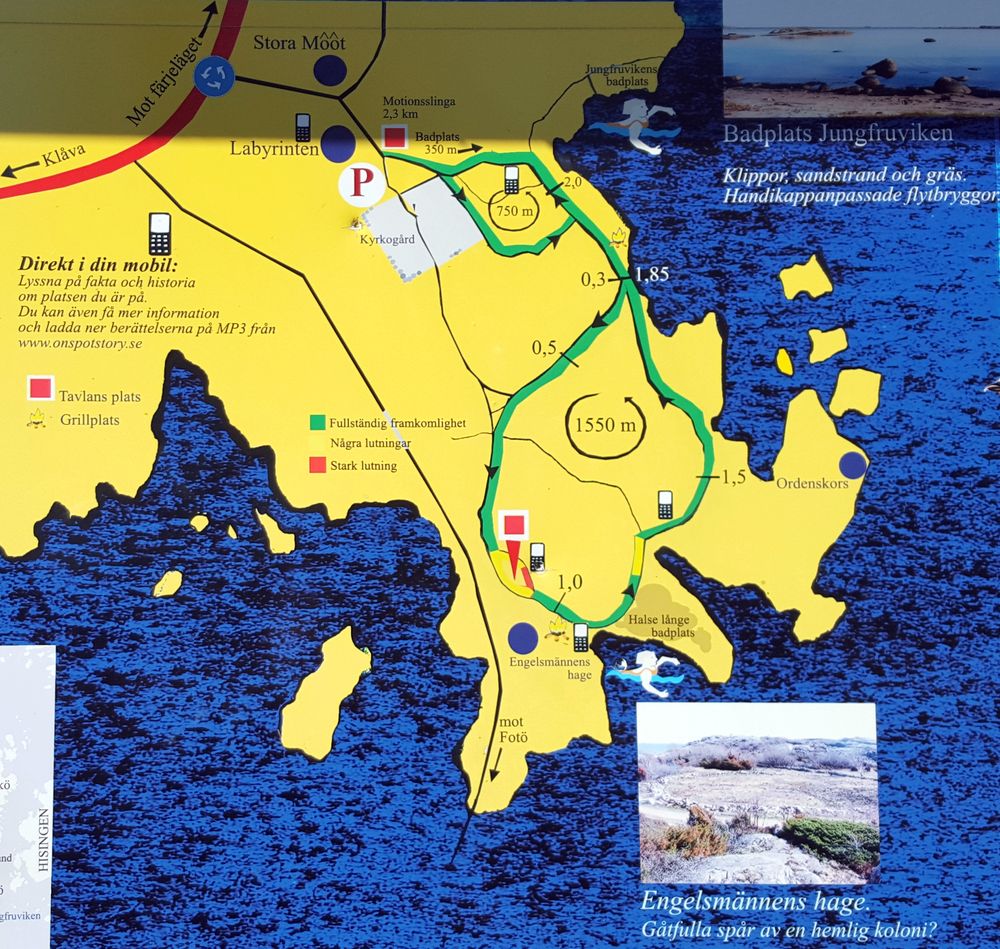 Stora Môôt
Mot färjeläget
Jungfruvikens
badplats
Motionsslinga
2,3 km
Badplats
350 m
Labyrinten
Klåva
P
Badplats Jungfruviken
Klippor, sandstrand och gräs.
Handikappanpassade flytbryggor.
2,0
750 m
Kyrkogård
Direkt i din mobil:
Lyssna på fakta och historia
om platsen du är på.
Du kan även få mer information
och ladda ner berättelserna på MP3 från
www.onspotstory.se
0,3
1,85
0,5
Tavlans plats
Grillplats
Fullständig framkomlighet
Några lutningar
Stark lutning
1550 m
1,5
Ordenskors
1,0
Halse långe
badplats
Engelsmännens
hage
mot
Fotö
HISINGEN
gfruviken
Engelsmännens hage.
Gåtfulla spår av en hemlig koloni?